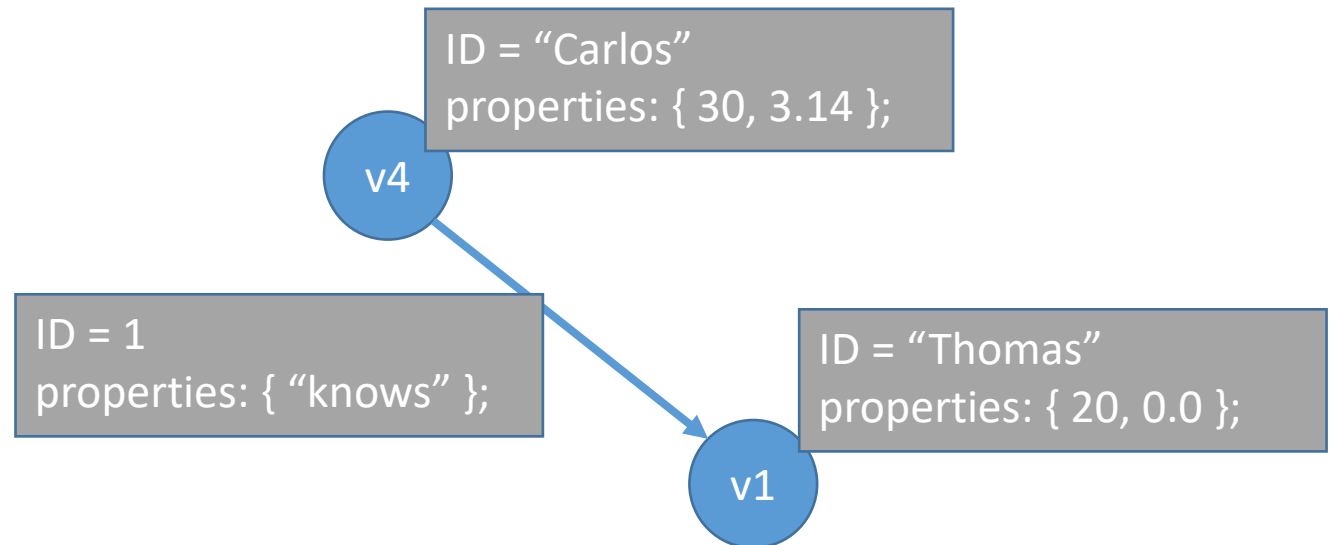 ID = “Carlos”
properties: { 30, 3.14 };
v4
ID = 1
properties: { “knows” };
ID = “Thomas”
properties: { 20, 0.0 };
v1